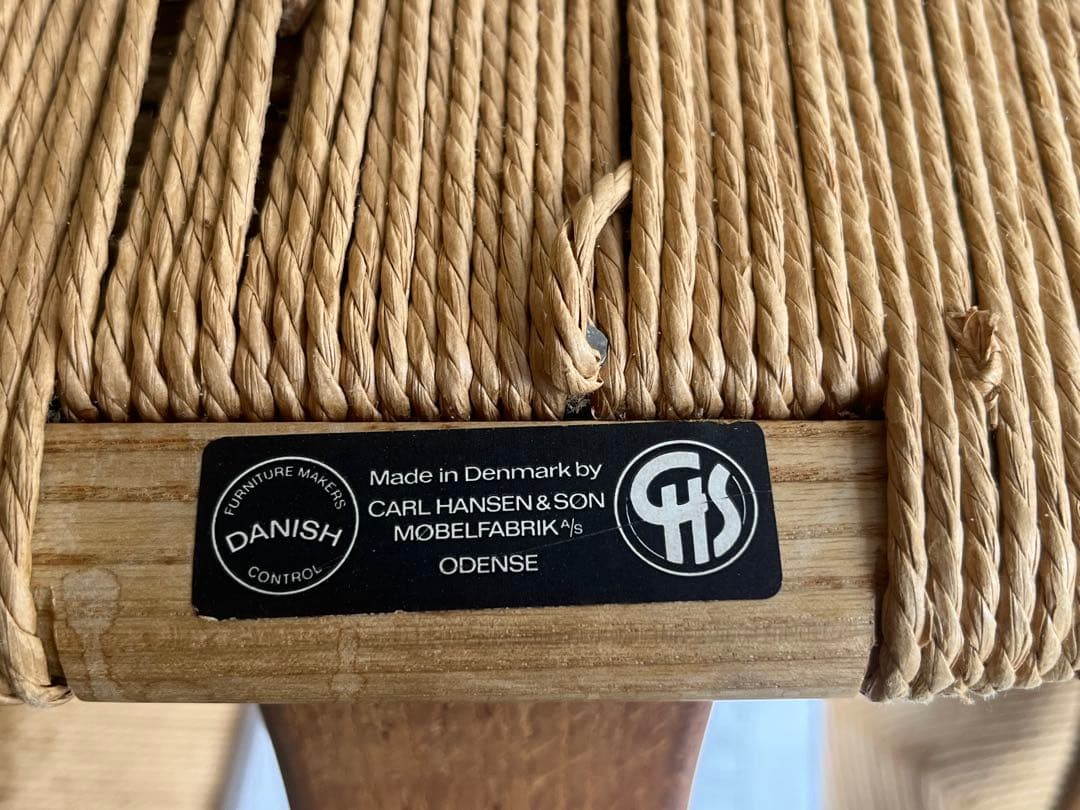 FURNITURE MAKERS
DANISH
CONTROL
Made in Denmark by
CARL HANSEN & SØN
MØBELFABRIK A/S
ODENSE
CHS